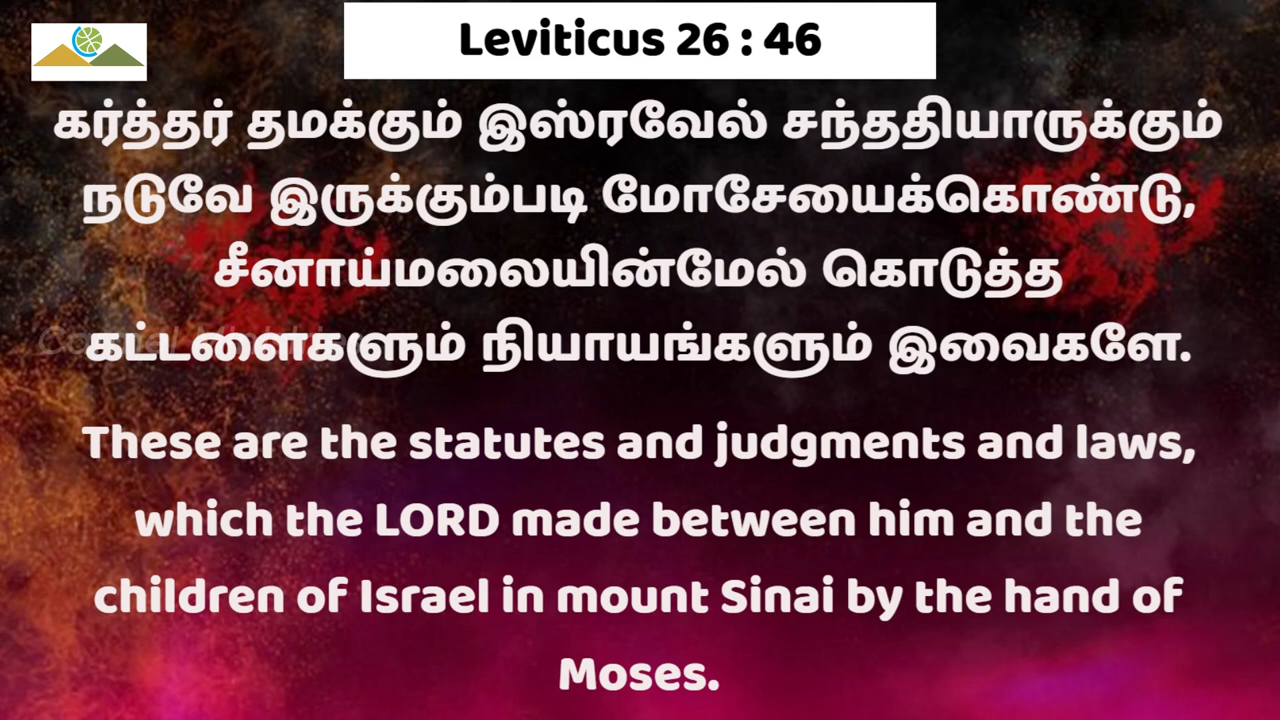 Leviticus 26 : 46
கர்த்தர் தமக்கும் இஸ்ரவேல் சந்ததியாருக்கும்
நடுவே இருக்கும்படி மோசேயைக்கொண்டு,
சீனாய்மலையின்மேல் கொடுத்த
கட்டளைகளும் நியாயங்களும் இவைகளே.
These are the statutes and judgments and laws,
which the LORD made between him and the
children of Israel in mount Sinai by the hand of
Moses.